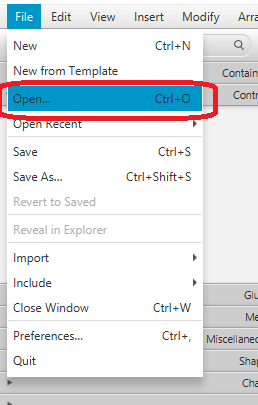 File Edit View Insert Modify Arra
New Ctrl+N
New from Template
Contain
Open... Ctrl+O
Contr
Open Recent
Save Ctrl+S
Save As... Ctrl+Shift+S
Revert to Saved
Reveal in Explorer
Import
Include
Glu
Close Window Ctrl+W
Me
Preferences... Ctrl+,
Miscellaneou
Quit
Shap
Cha